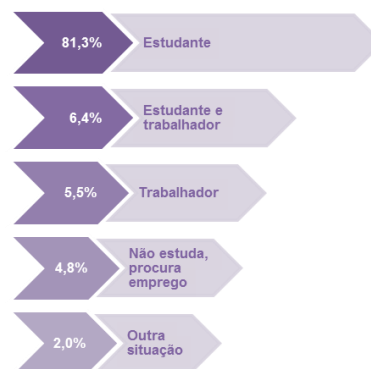 81,3%
Estudante
6,4%
Estudante e
trabalhador
5,5%
Trabalhador
4,8%
Não estuda,
procura
emprego
2,0%
Outra
situação